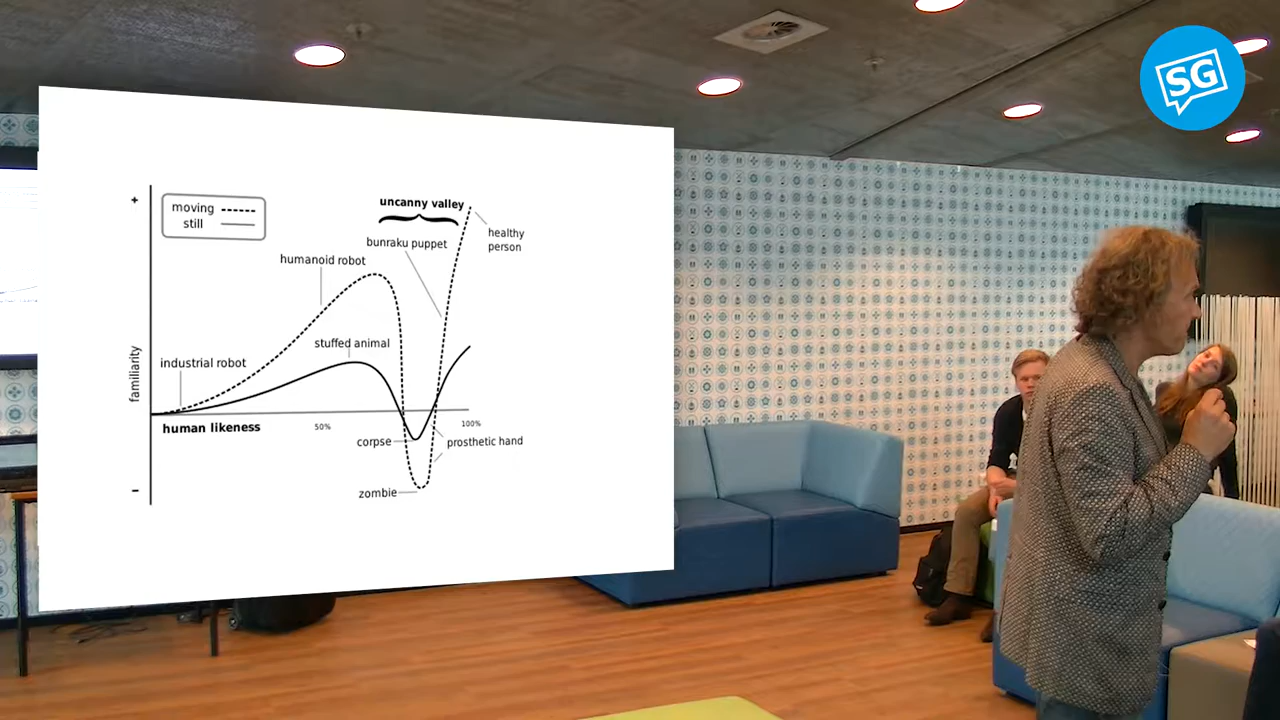 SG
+
moving
still
uncanny valley
bunraku puppet
healthy
person
humanoid robot
stuffed animal
industrial robot
familiarity
human likeness
50%
100%
corpse
prosthetic hand
zombie
-